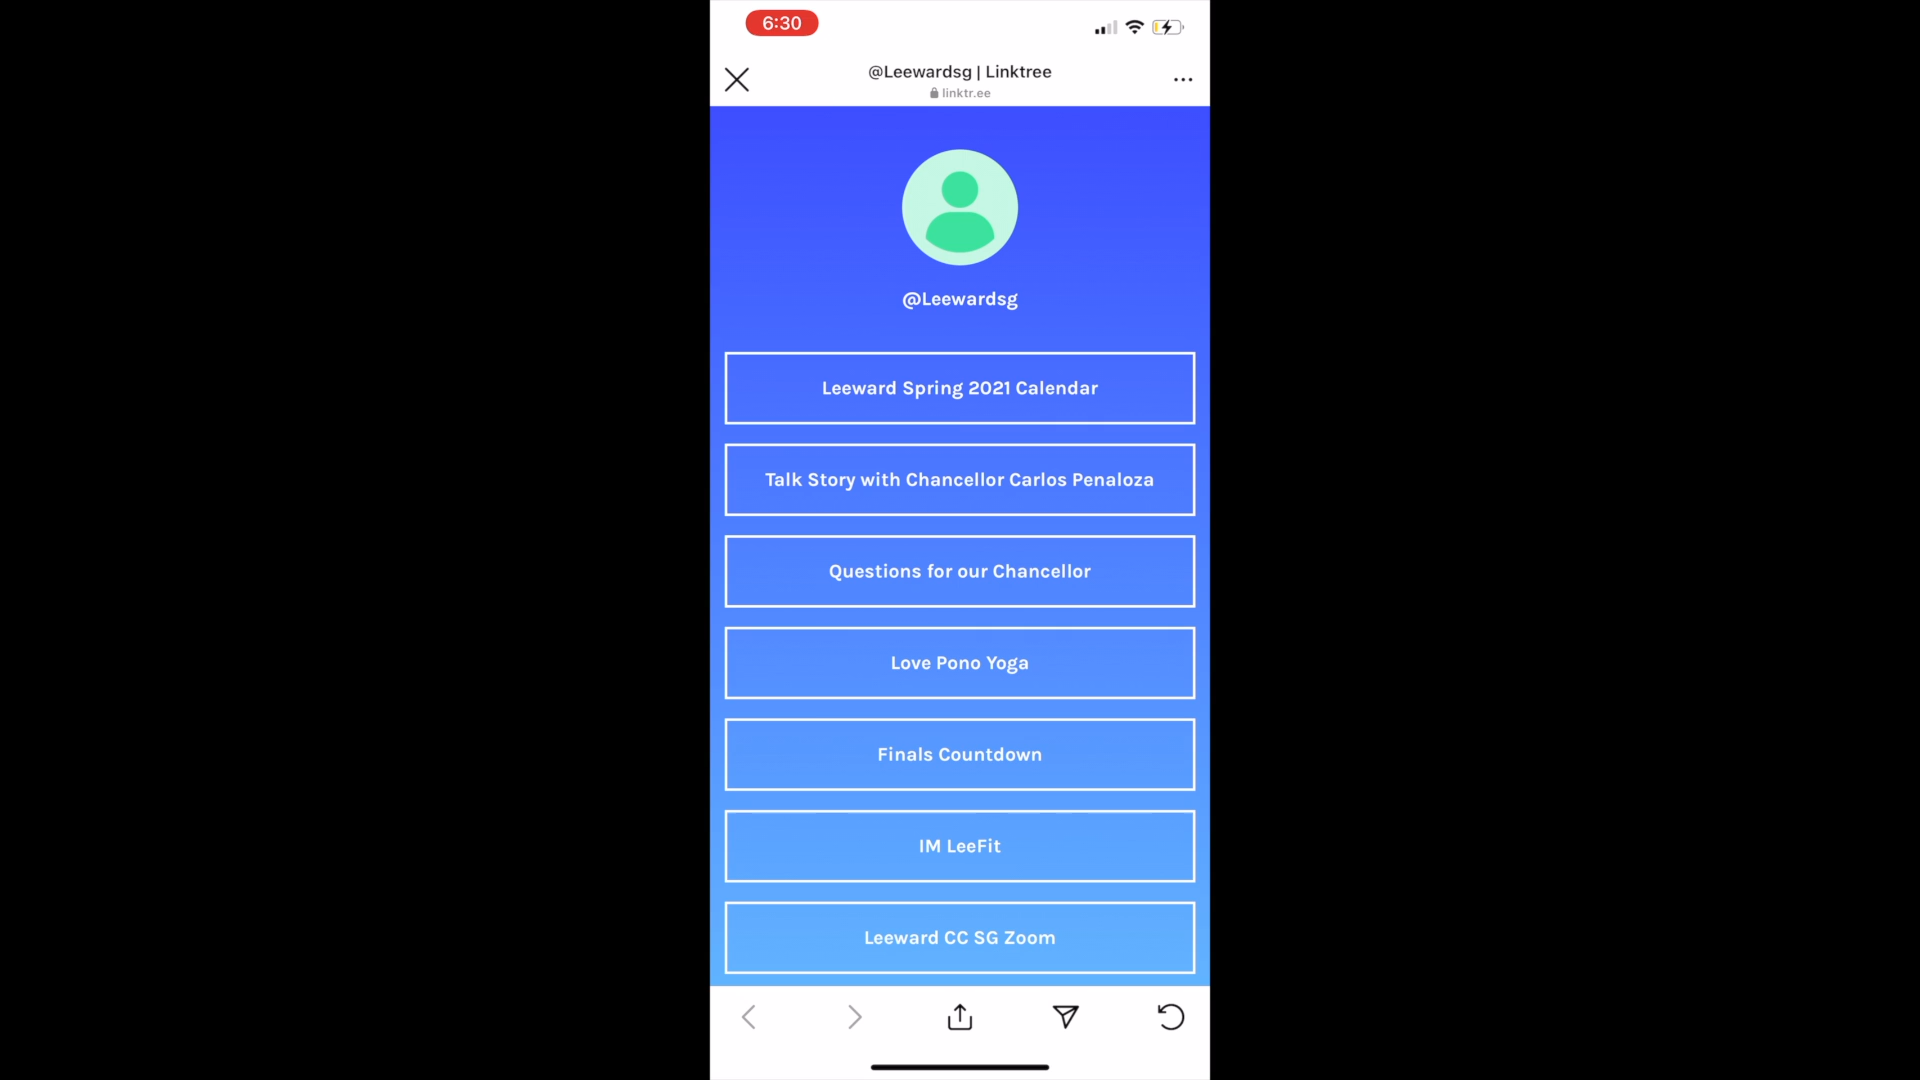 6:30
@Leewardsg | Linktree
linktr.ee
@Leewardsg
Leeward Spring 2021 Calendar
Talk Story with Chancellor Carlos Penaloza
Questions for our Chancellor
Love Pono Yoga
Finals Countdown
IM LeeFit
Leeward CC SG Zoom